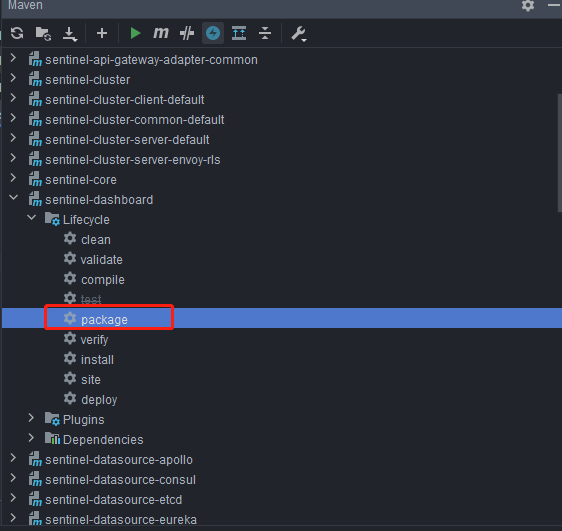 Maven
sentinel-api-gateway-adapter-common
sentinel-cluster
sentinel-cluster-client-default
sentinel-cluster-common-default
sentinel-cluster-server-default
sentinel-cluster-server-envoy-rls
sentinel-core
sentinel-dashboard
Lifecycle
clean
validate
compile
test
package
verify
install
site
deploy
Plugins
Dependencies
sentinel-datasource-apollo
sentinel-datasource-consul
sentinel-datasource-etcd
sentinel-datasource-eureka